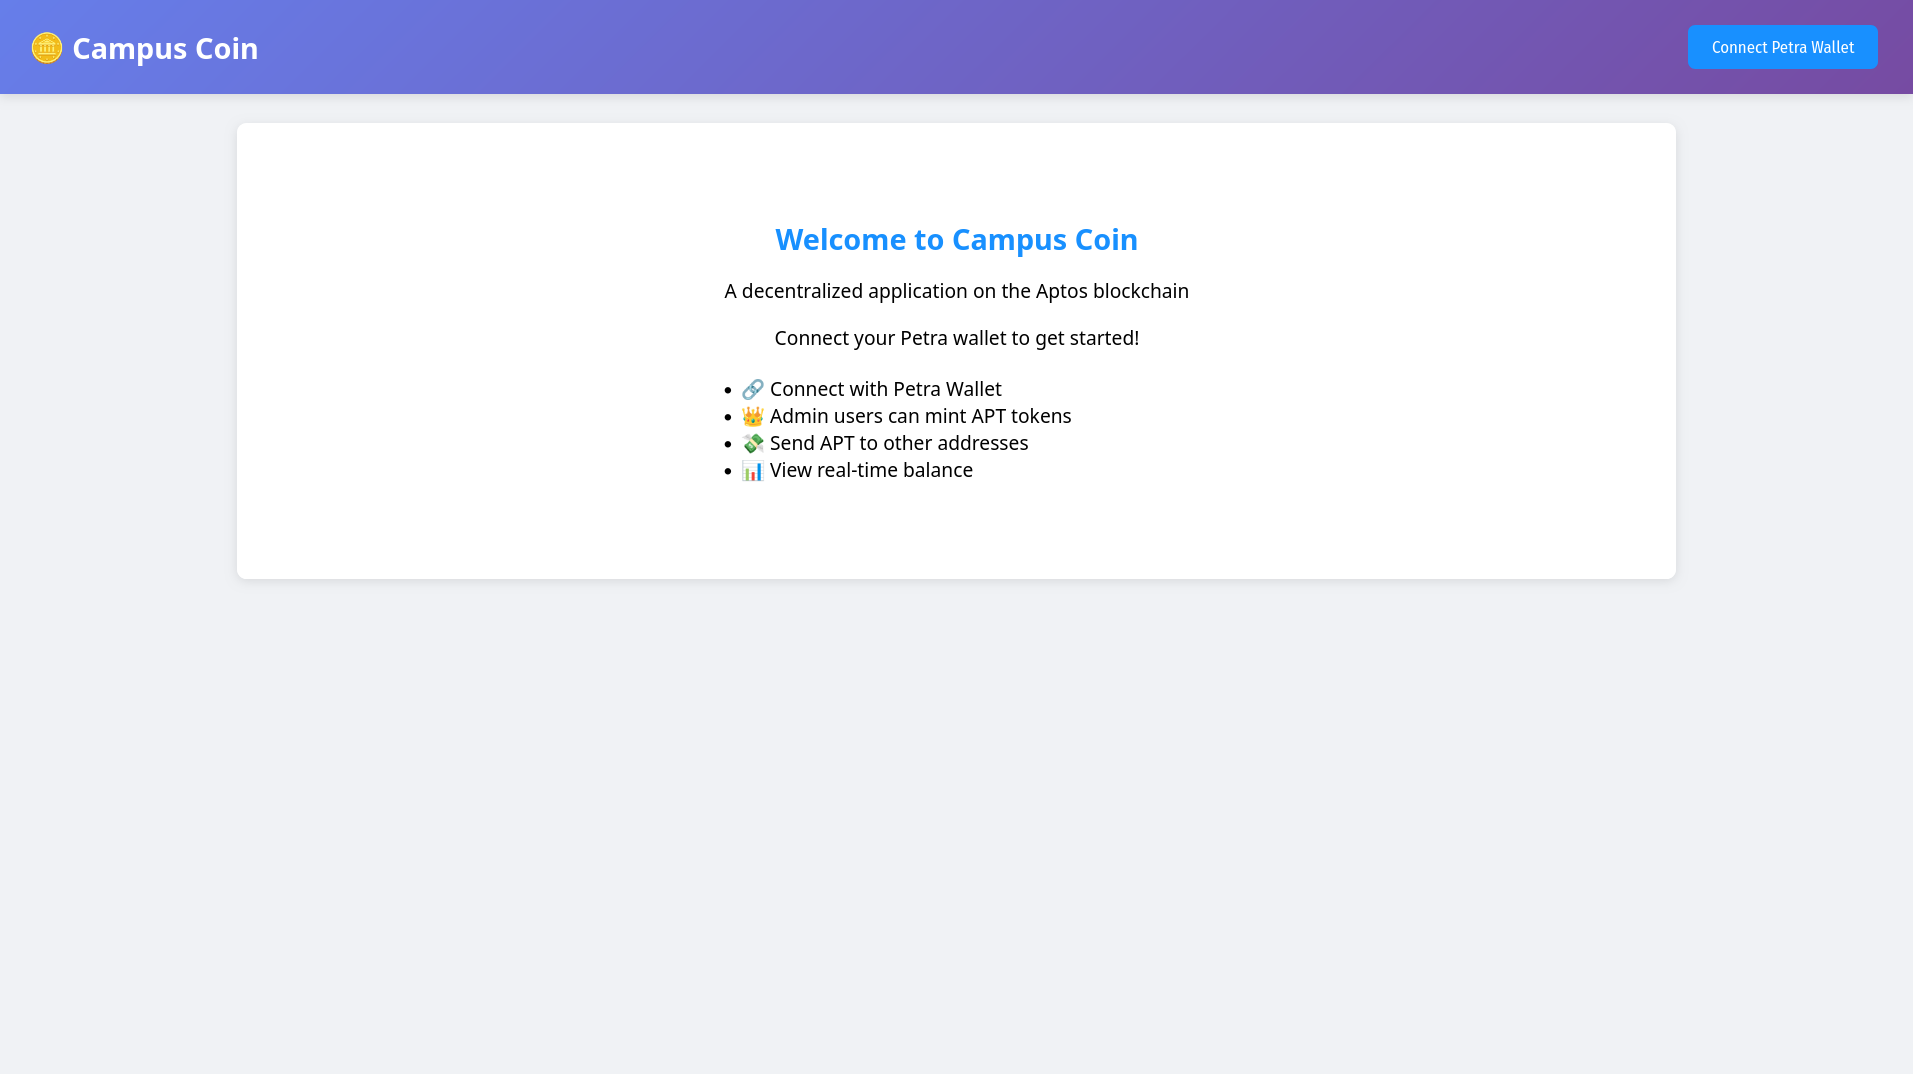 🪙 Campus Coin
Connect Petra Wallet
Welcome to Campus Coin
A decentralized application on the Aptos blockchain
Connect your Petra wallet to get started!
• 🔗 Connect with Petra Wallet
• 👑 Admin users can mint APT tokens
• 💸 Send APT to other addresses
• 📊 View real-time balance